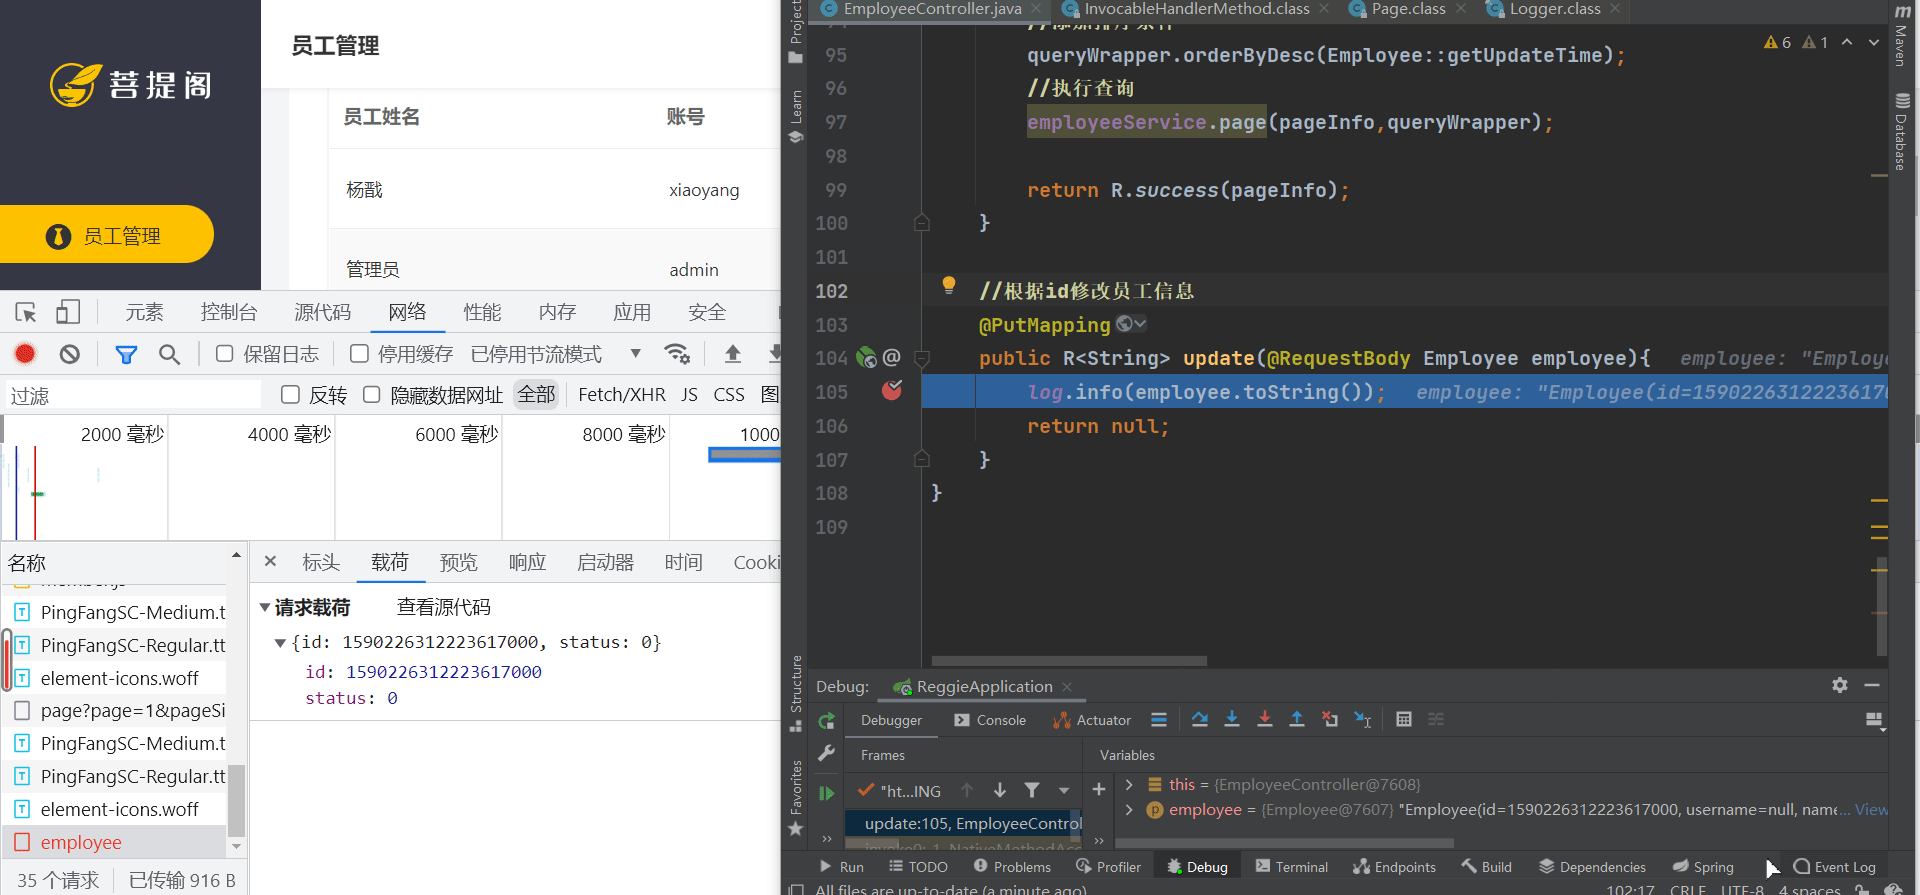 菩提阁
员工管理
员工管理
员工姓名 账号
杨戬 xiaoyang
管理员 admin
元素 控制台 源代码 网络 性能 内存 应用 安全
保留日志 停用缓存 已停用节流模式
过滤 反转 隐藏数据网址 全部 Fetch/XHR JS CSS 图
2000 毫秒 4000 毫秒 6000 毫秒 8000 毫秒 1000
名称
PingFangSC-Medium.t
PingFangSC-Regular.tt
element-icons.woff
page?page=1&pageSi
PingFangSC-Medium.t
PingFangSC-Regular.tt
element-icons.woff
employee
35 个请求 已传输 916 B
× 标头 载荷 预览 响应 启动器 时间 Cooki
请求载荷 查看源代码
{id: 1590226312223617000, status: 0}
id: 1590226312223617000
status: 0
Project
Learn
Structure
Favorites
EmployeeController.java InvocableHandlerMethod.class Page.class Logger.class
Maven
Database
6 1
94 //添加排序条件
95 queryWrapper.orderByDesc(Employee::getUpdateTime);
96 //执行查询
97 employeeService.page(pageInfo,queryWrapper);
98
99 return R.success(pageInfo);
100 }
101
102 //根据id修改员工信息
103 @PutMapping
104 public R<String> update(@RequestBody Employee employee){ employee: "Employe
105 log.info(employee.toString()); employee: "Employee(id=1590226312223617
106 return null;
107 }
108 }
109
Debug: ReggieApplication
Debugger Console Actuator
Frames Variables
"ht...ING
update:105, EmployeeControl
this = {EmployeeController@7608}
employee = {Employee@7607} "Employee(id=1590226312223617000, username=null, name... View
Run TODO Problems Profiler Debug Terminal Endpoints Build Dependencies Spring Event Log
All files are up-to-date (a minute ago) 102:17 CRLF UTF-8 4 spaces